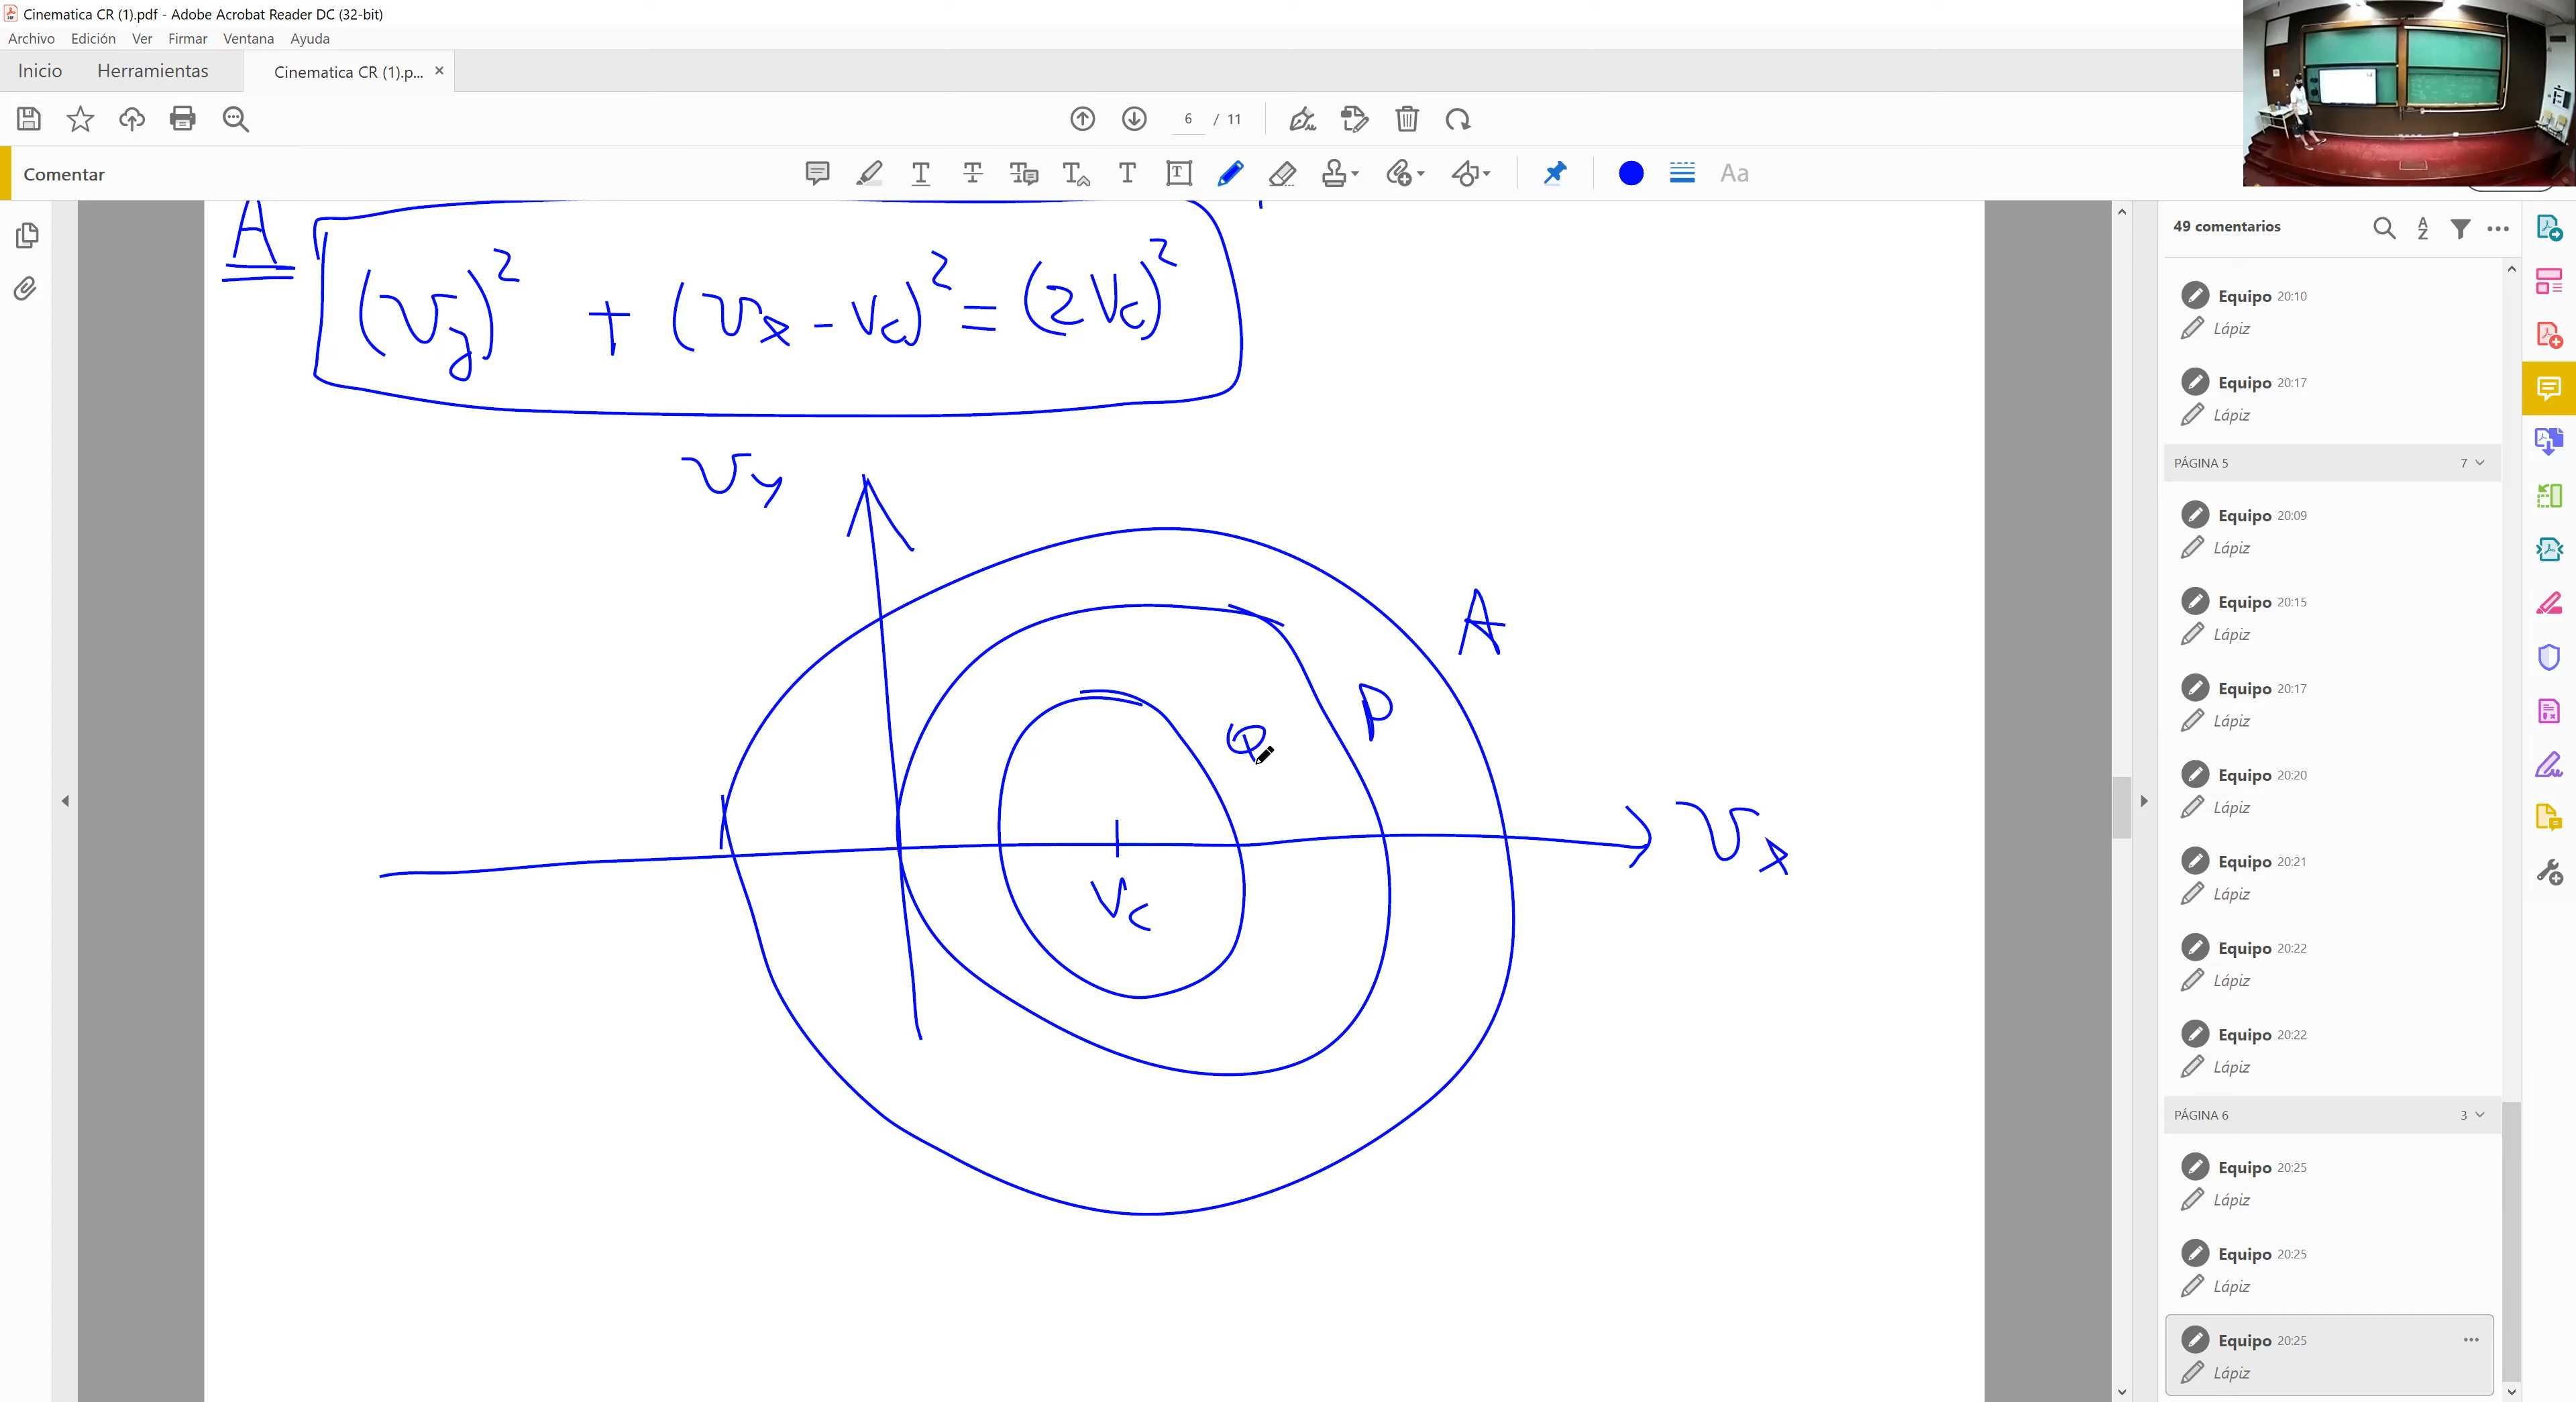 Cinematica CR (1).pdf - Adobe Acrobat Reader DC (32-bit)
Archivo Edición Ver Firmar Ventana Ayuda
Inicio Herramientas Cinematica CR (1).p... ×
6 / 11
Comentar
Aa
49 comentarios
Equipo 20:10
Lápiz
Equipo 20:17
Lápiz
PÁGINA 5 7
Equipo 20:09
Lápiz
Equipo 20:15
Lápiz
Equipo 20:17
Lápiz
Equipo 20:20
Lápiz
Equipo 20:21
Lápiz
Equipo 20:22
Lápiz
Equipo 20:22
Lápiz
PÁGINA 6 3
Equipo 20:25
Lápiz
Equipo 20:25
Lápiz
Equipo 20:25
Lápiz
A
(v_y)² + (v_x - v_c)² = (2v_c)²
v_y
A
P
Q
v_c
v_x